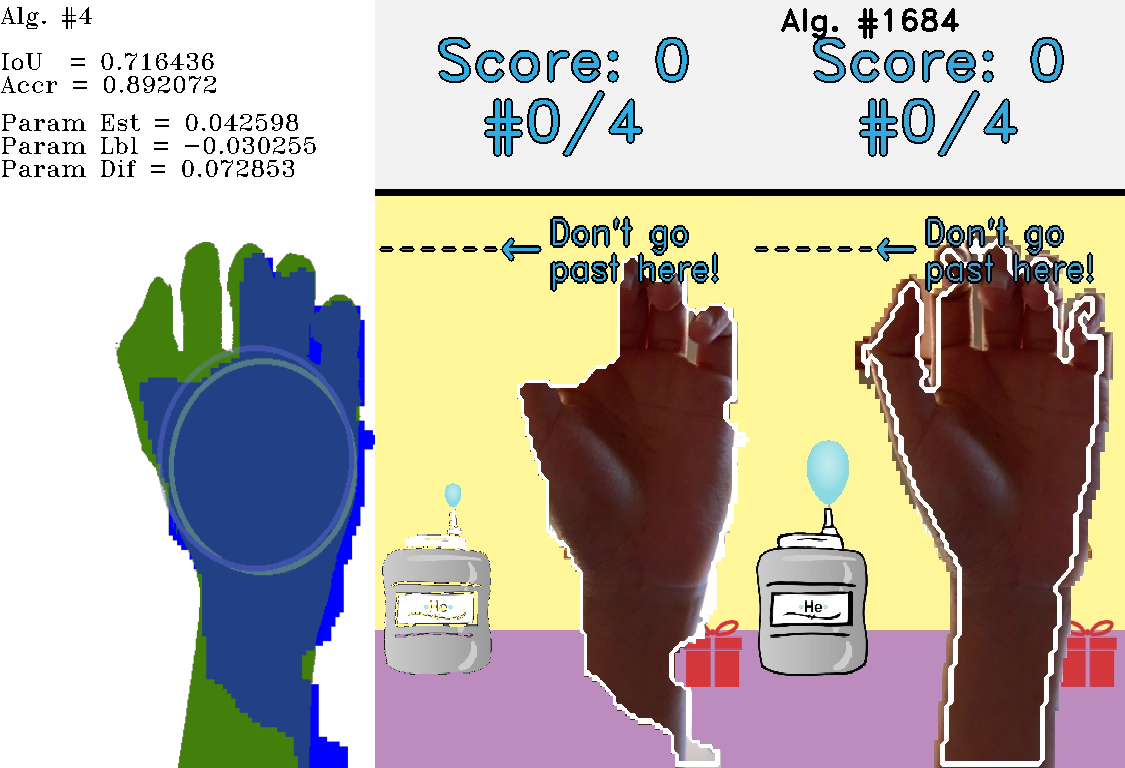 Alg. #4
IoU = 0.716436
Accr = 0.892072
Param Est = 0.042598
Param Lbl = −0.030255
Param Dif = 0.072853
Score: 0
#0/4
Don't go
past here!
He
Alg. #1684
Score: 0
#0/4
Don't go
past here!
He